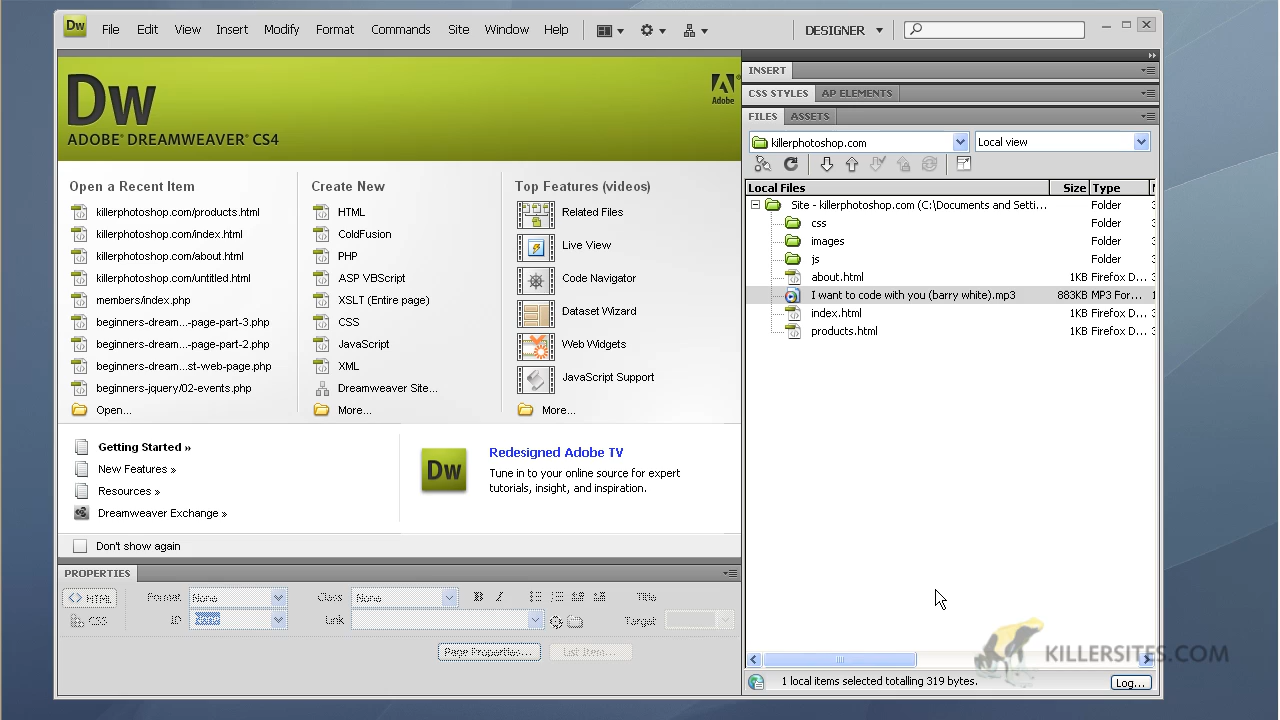 Dw
File Edit View Insert Modify Format Commands Site Window Help
DESIGNER
Dw
ADOBE® DREAMWEAVER® CS4
Adobe
Open a Recent Item
killerphotoshop.com/products.html
killerphotoshop.com/index.html
killerphotoshop.com/about.html
killerphotoshop.com/untitled.html
members/index.php
beginners-dream...-page-part-3.php
beginners-dream...-page-part-2.php
beginners-dream...st-web-page.php
beginners-jquery/02-events.php
Open...
Create New
HTML
ColdFusion
PHP
ASP VBScript
XSLT (Entire page)
CSS
JavaScript
XML
Dreamweaver Site...
More...
Top Features (videos)
Related Files
Live View
Code Navigator
Dataset Wizard
Web Widgets
JavaScript Support
More...
Getting Started »
New Features »
Resources »
Dreamweaver Exchange »
Dw
Redesigned Adobe TV
Tune in to your online source for expert
tutorials, insight, and inspiration.
Don't show again
PROPERTIES
<> HTML
CSS
Format None
ID None
Class None
Link
B I
Title
Target
Page Properties...
List Item...
INSERT
CSS STYLES AP ELEMENTS
FILES ASSETS
killerphotoshop.com
Local view
Local Files Size Type
Site - killerphotoshop.com (C:\Documents and Setti... Folder
css Folder
images Folder
js Folder
about.html 1KB Firefox D...
I want to code with you (barry white).mp3 883KB MP3 For...
index.html 1KB Firefox D...
products.html 1KB Firefox D...
KILLERSITES.COM
1 local items selected totalling 319 bytes.
Log...